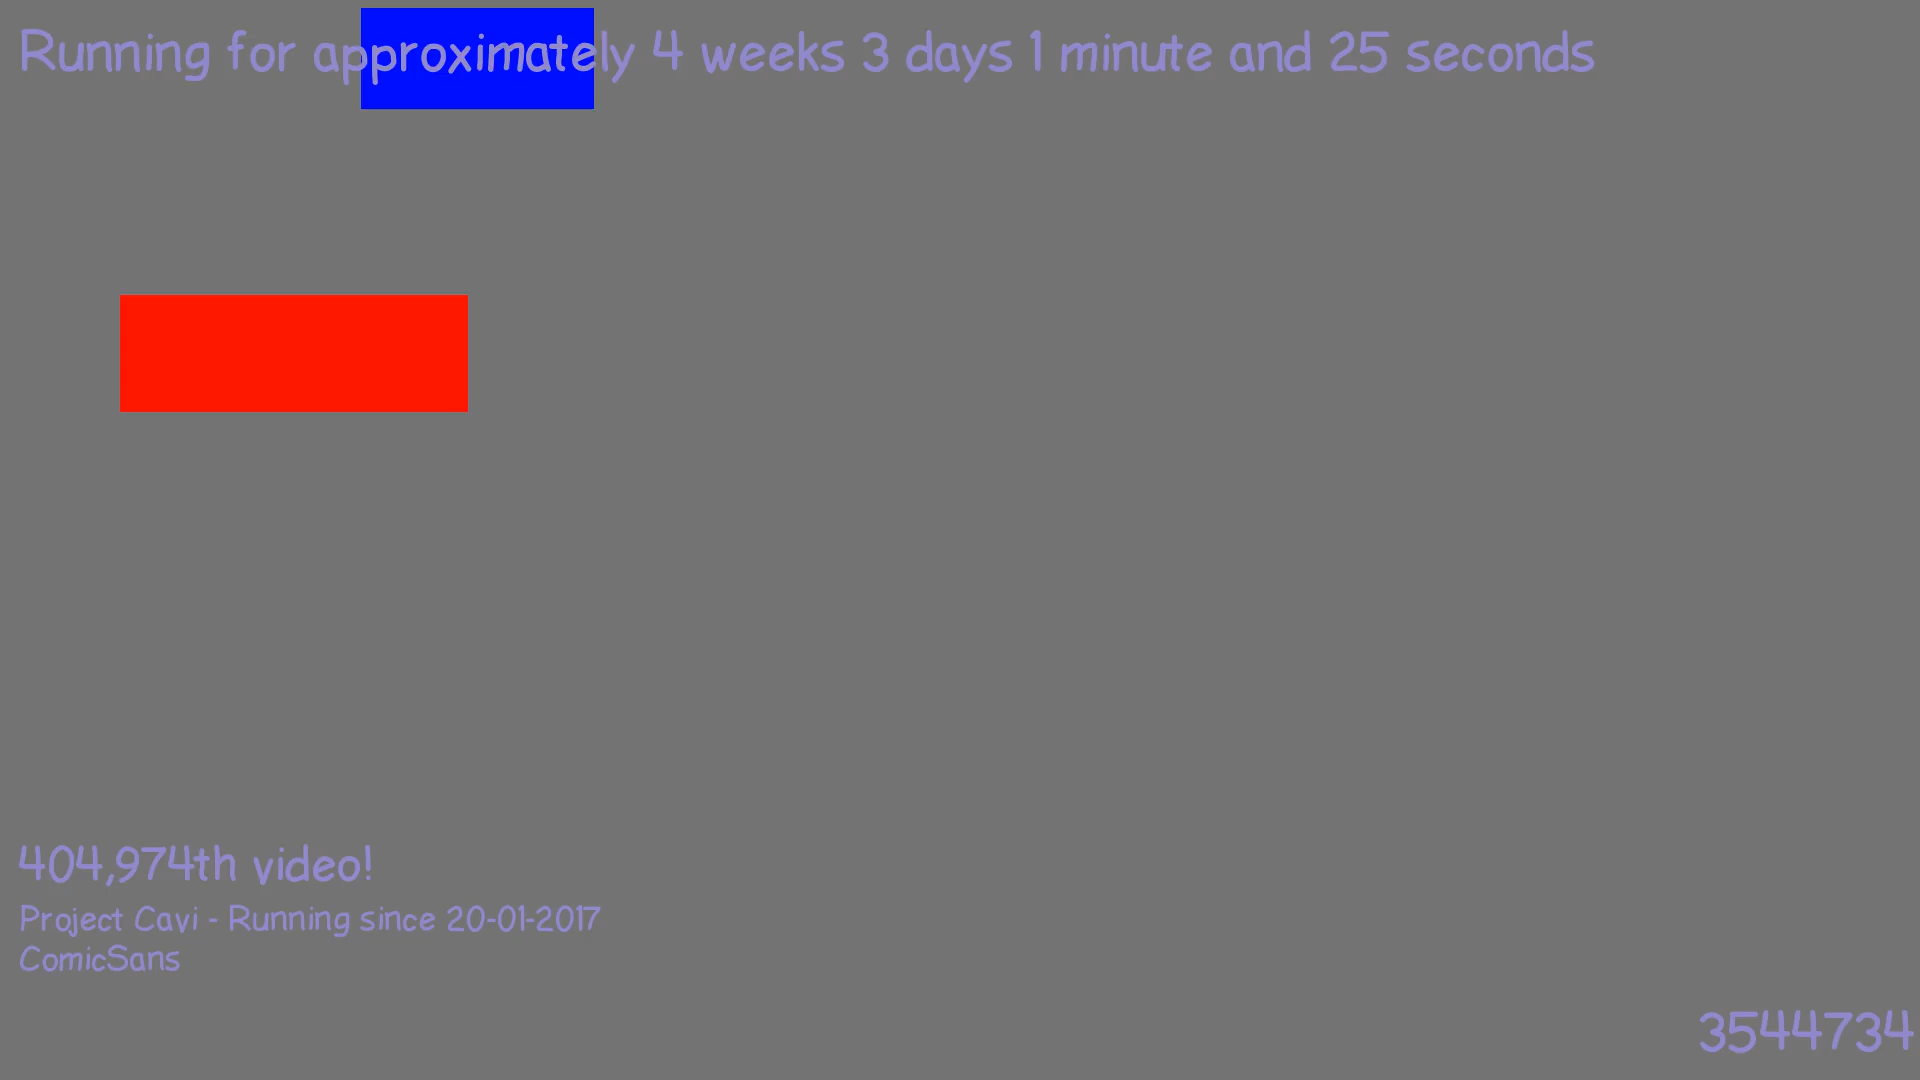 Running for approximately 4 weeks 3 days 1 minute and 25 seconds
404,974th video!
Project Cavi - Running since 20-01-2017
ComicSans
3544734